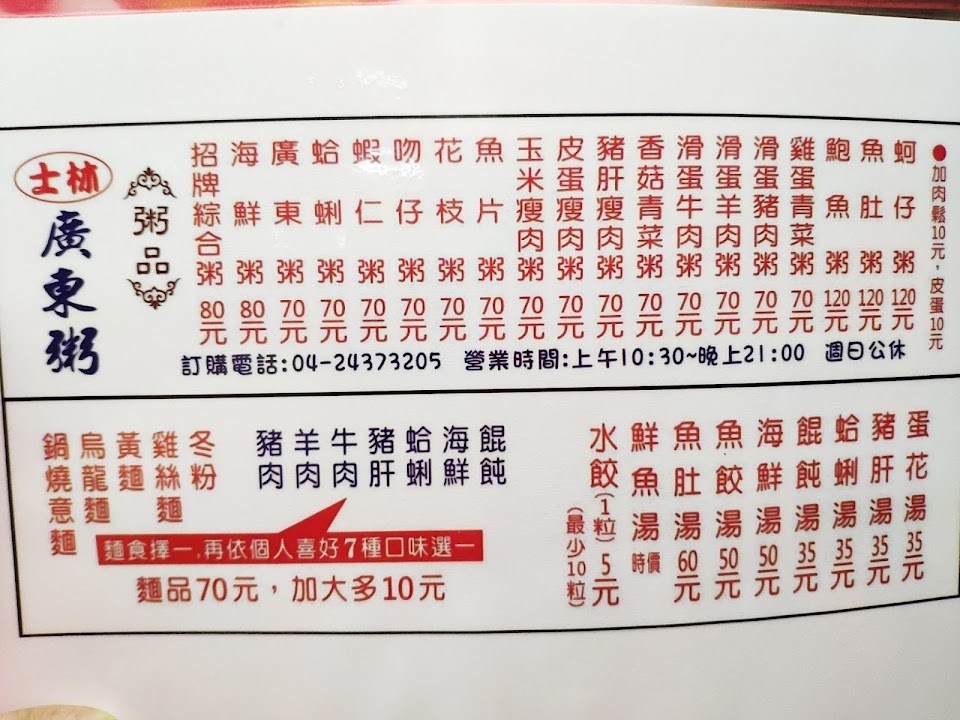 士林
廣東粥
粥品
招牌綜合粥 80元
海鮮粥 80元
廣東粥 70元
蛤蜊粥 70元
蝦仁粥 70元
吻仔粥 70元
花枝粥 70元
魚片粥 70元
玉米瘦肉粥 70元
皮蛋瘦肉粥 70元
豬肝瘦肉粥 70元
香菇青菜粥 70元
滑蛋牛肉粥 70元
滑蛋羊肉粥 70元
滑蛋豬肉粥 70元
雞蛋青菜粥 70元
鮑魚粥 120元
魚肚粥 120元
蚵仔粥 120元
●加肉鬆10元，皮蛋10元
訂購電話:04-24373205 營業時間:上午10:30~晚上21:00 週日公休
鍋燒意麵
烏龍麵
黃麵
雞絲麵
冬粉
豬肉
羊肉
牛肉
豬肝
蛤蜊
海鮮
餛飩
麵食擇一,再依個人喜好7種口味選一
麵品70元，加大多10元
水餃(1粒) 5元
(最少10粒)
鮮魚湯 時價
魚肚湯 60元
魚餃湯 50元
海鮮湯 50元
餛飩湯 35元
蛤蜊湯 35元
豬肝湯 35元
蛋花湯 35元